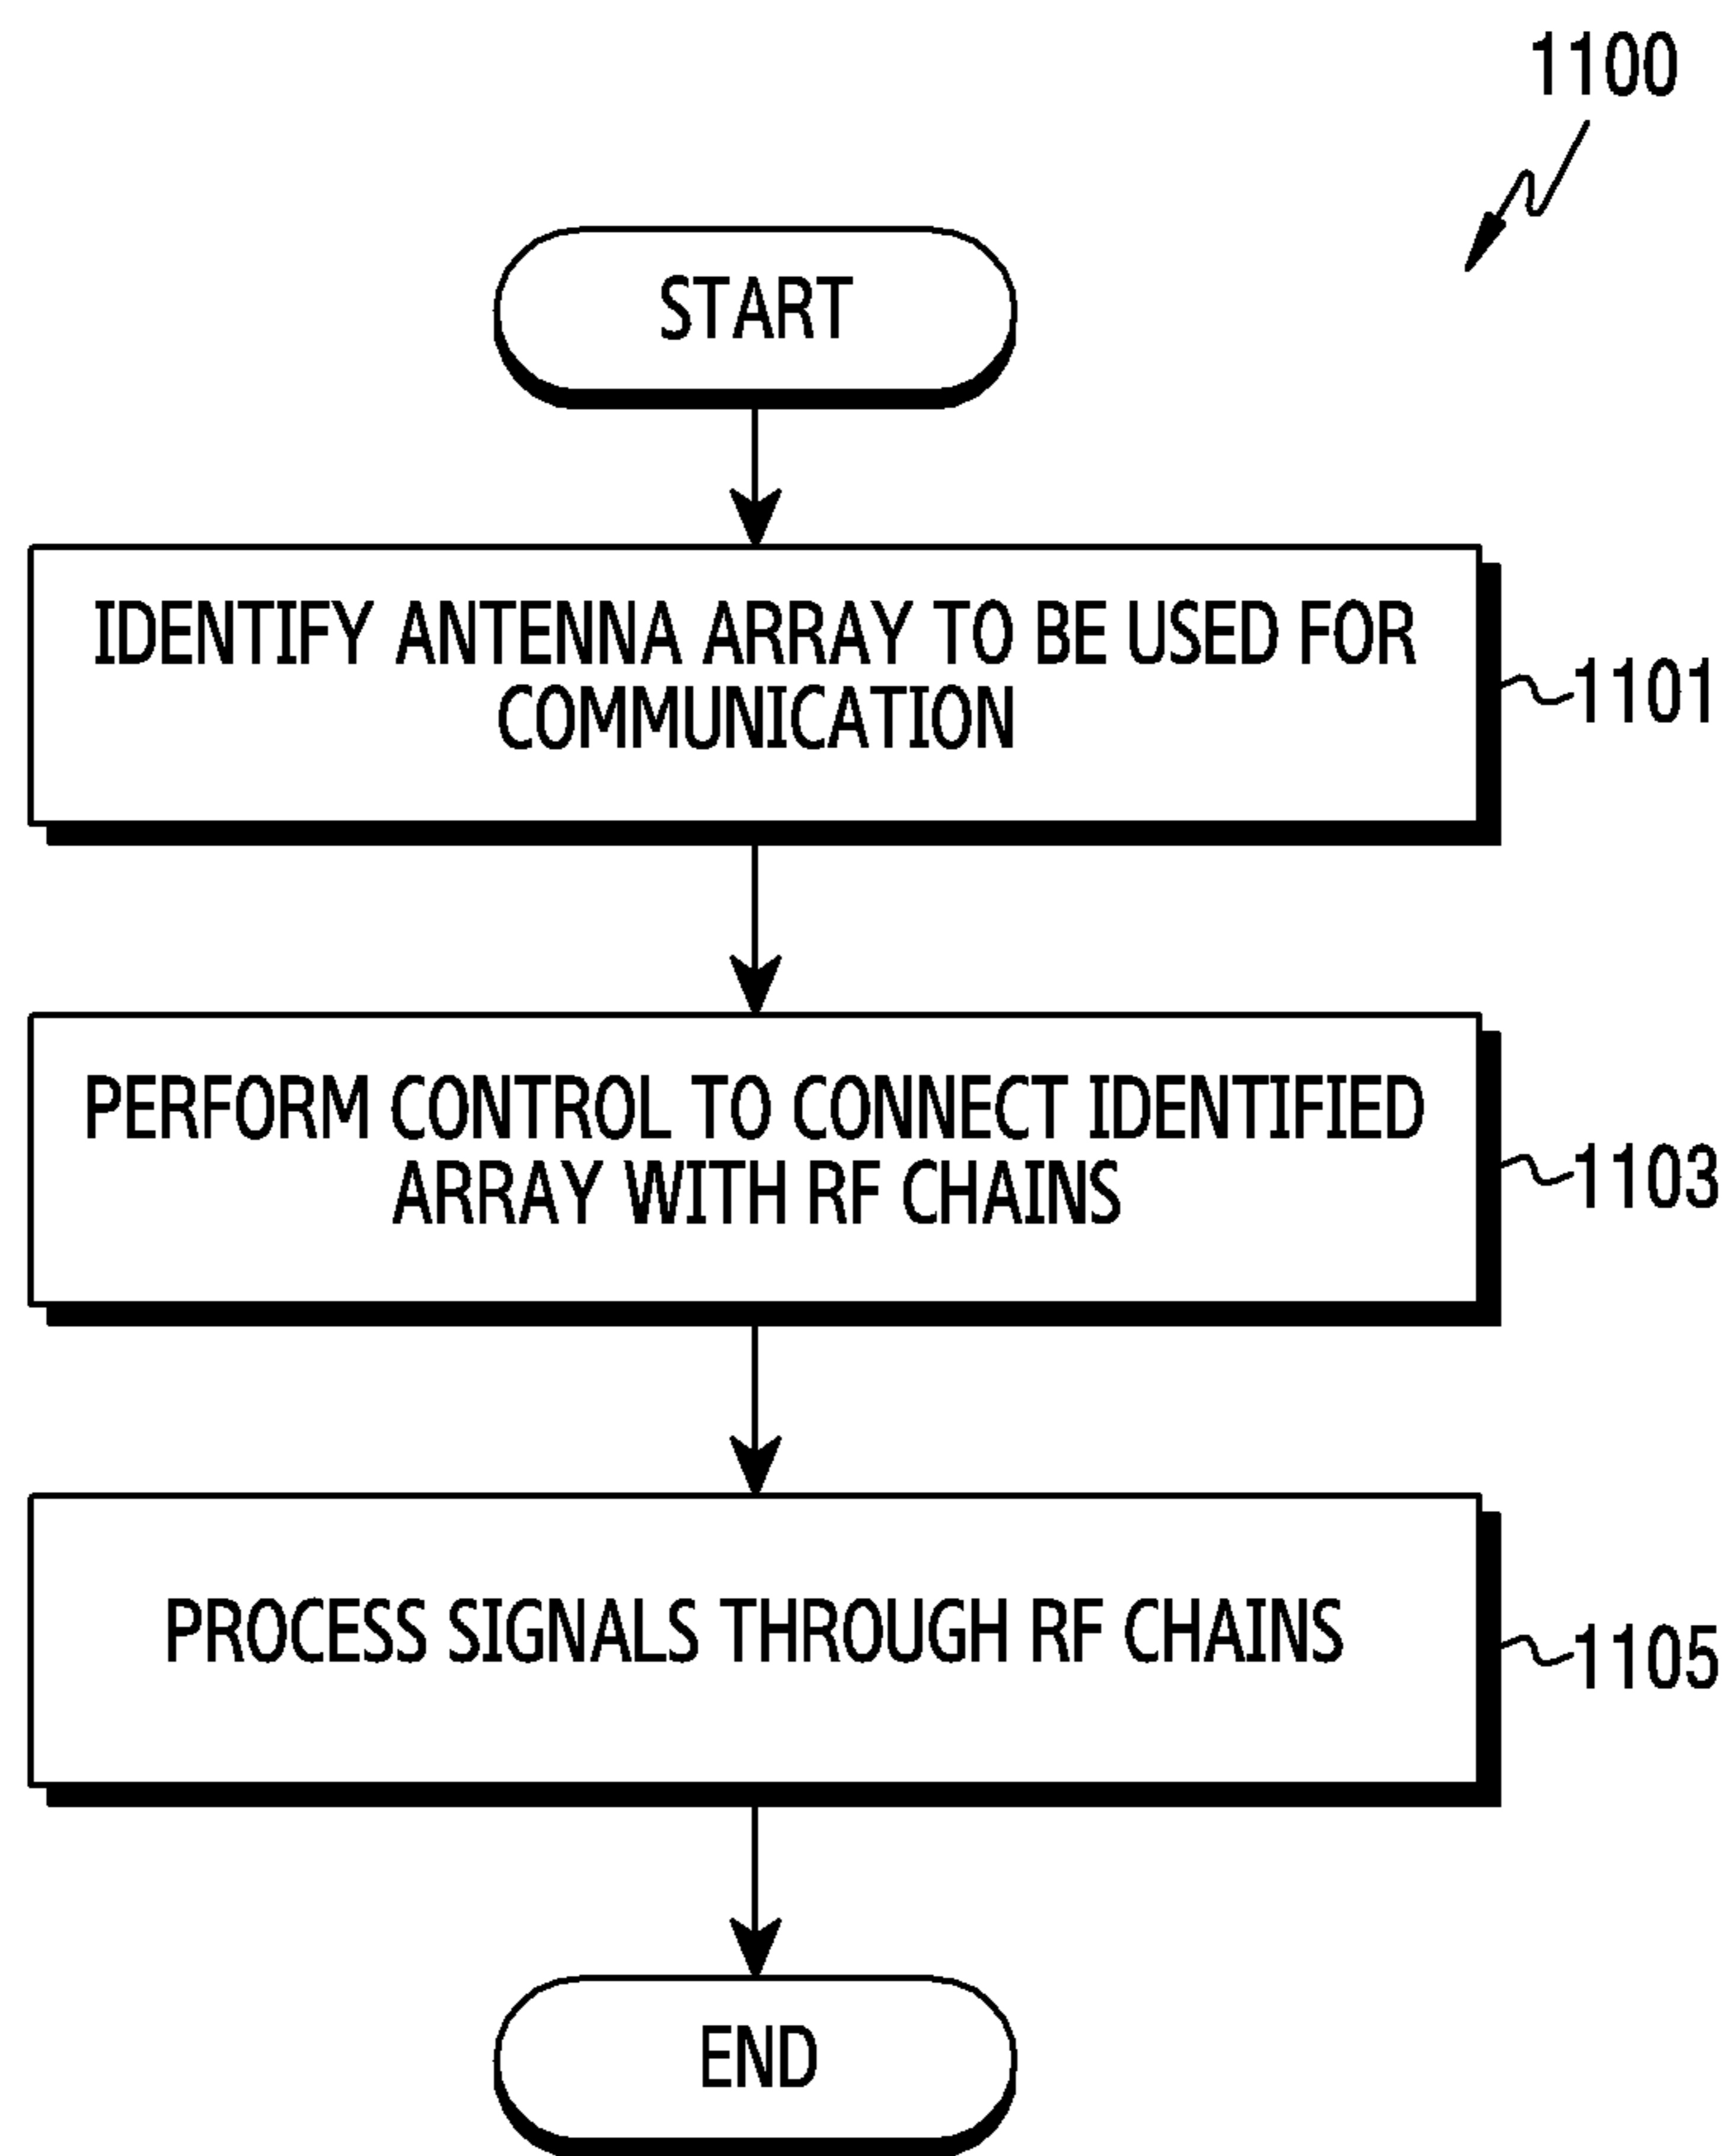 1100
START
IDENTIFY ANTENNA ARRAY TO BE USED FOR
COMMUNICATION
1101
PERFORM CONTROL TO CONNECT IDENTIFIED
ARRAY WITH RF CHAINS
1103
PROCESS SIGNALS THROUGH RF CHAINS
1105
END